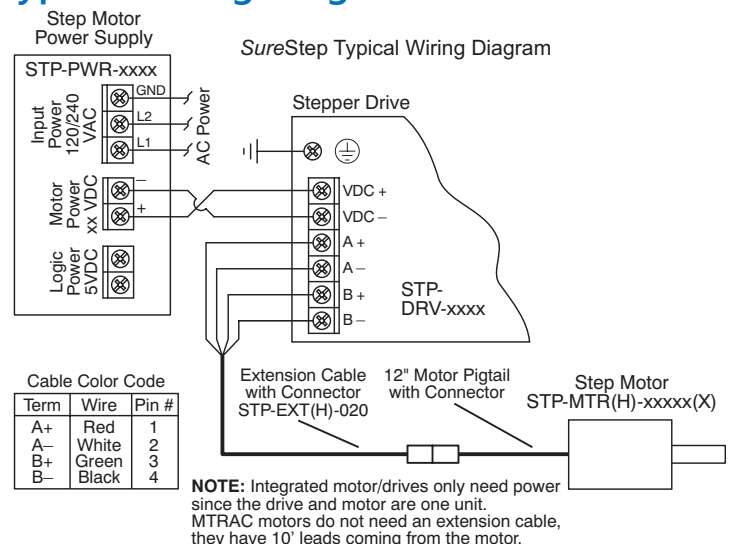 Step Motor
Power Supply
SureStep Typical Wiring Diagram
STP-PWR-xxxx
Input
Power
120/240
VAC
GND
L2
L1
AC Power
Motor
Power
xx VDC
–
+
Logic
Power
5VDC
Stepper Drive
VDC +
VDC –
A +
A –
B +
B –
STP-
DRV-xxxx
Cable Color Code
Term Wire Pin #
A+ Red 1
A– White 2
B+ Green 3
B– Black 4
Extension Cable
with Connector
STP-EXT(H)-020
12" Motor Pigtail
with Connector
Step Motor
STP-MTR(H)-xxxxx(X)
NOTE: Integrated motor/drives only need power
since the drive and motor are one unit.
MTRAC motors do not need an extension cable,
they have 10' leads coming from the motor.